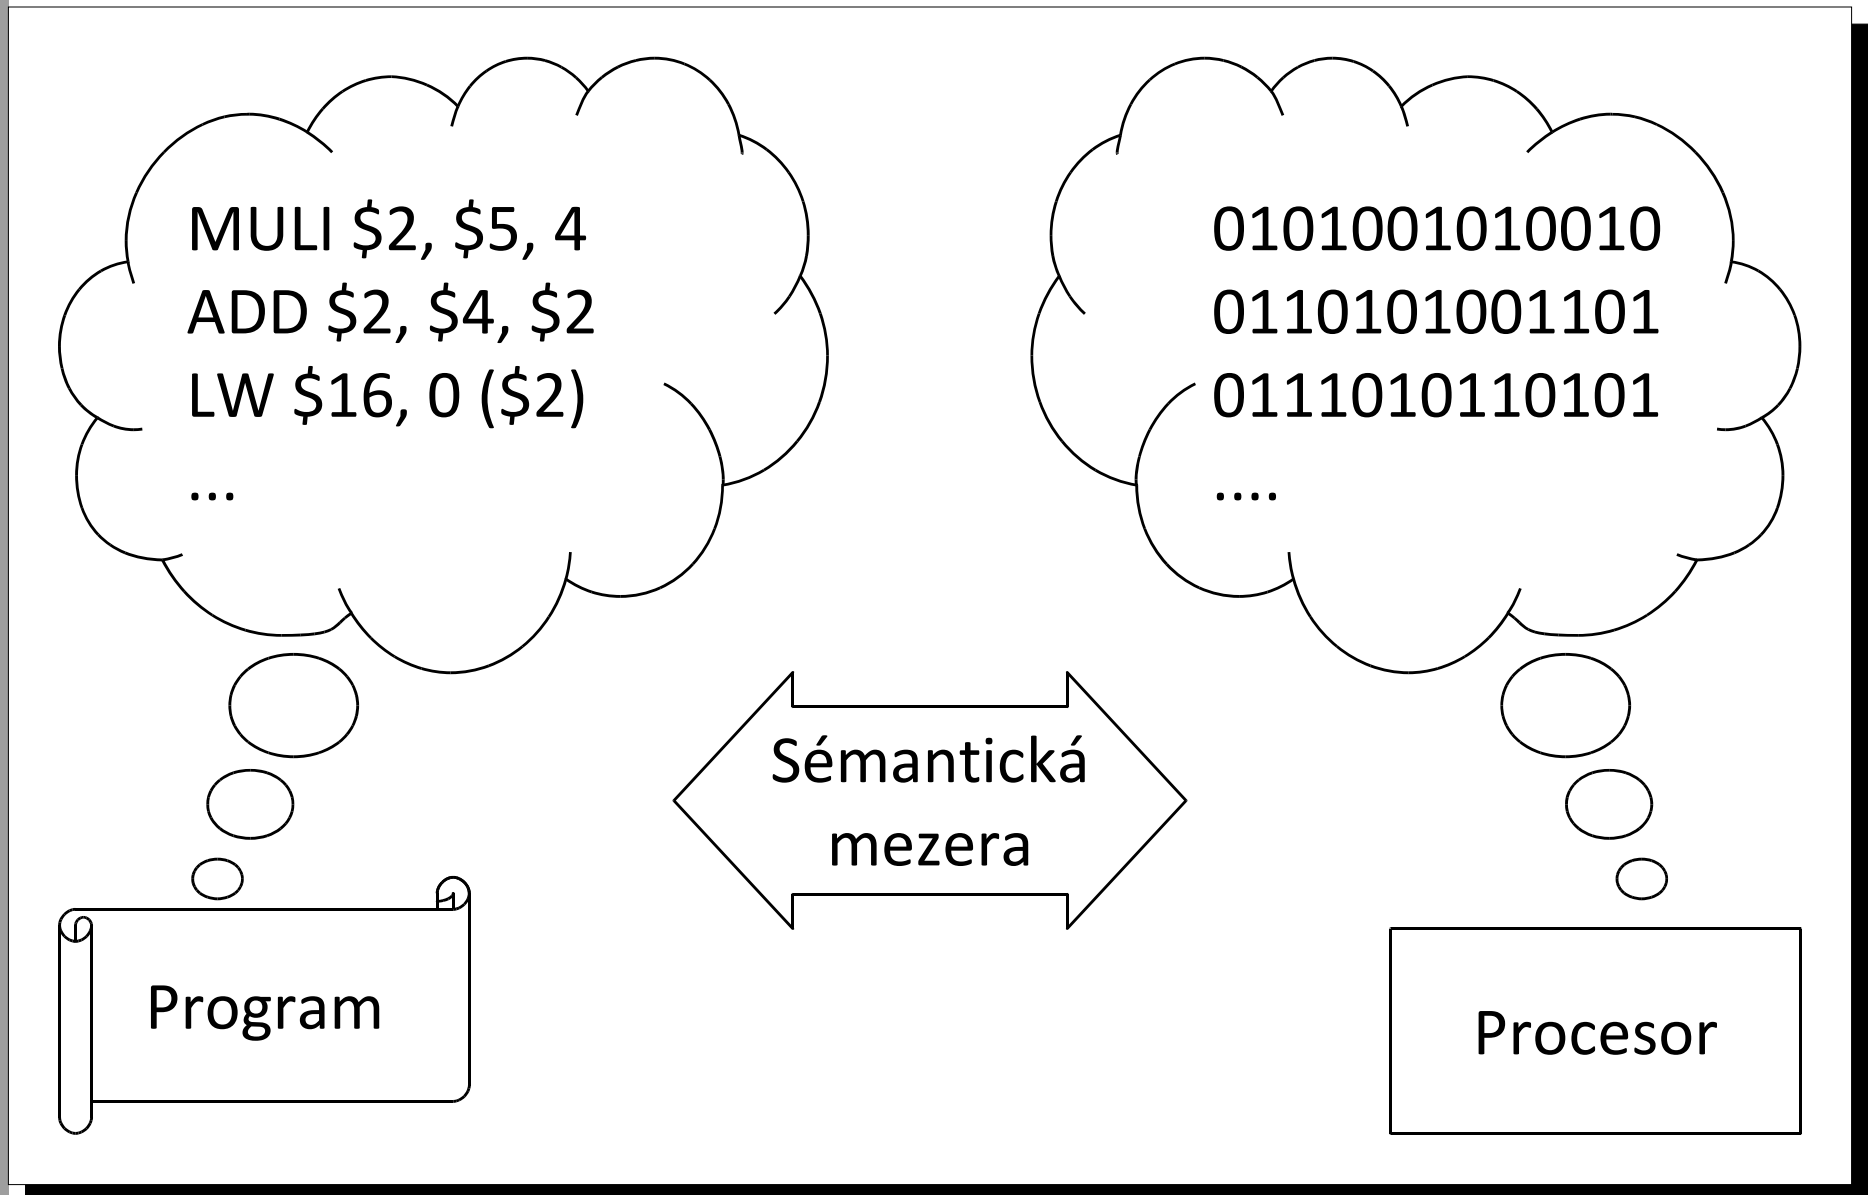 MULI $2, $5, 4
ADD $2, $4, $2
LW $16, 0 ($2)
...
0101001010010
0110101001101
0111010110101
....
Sémantická
mezera
Program
Procesor